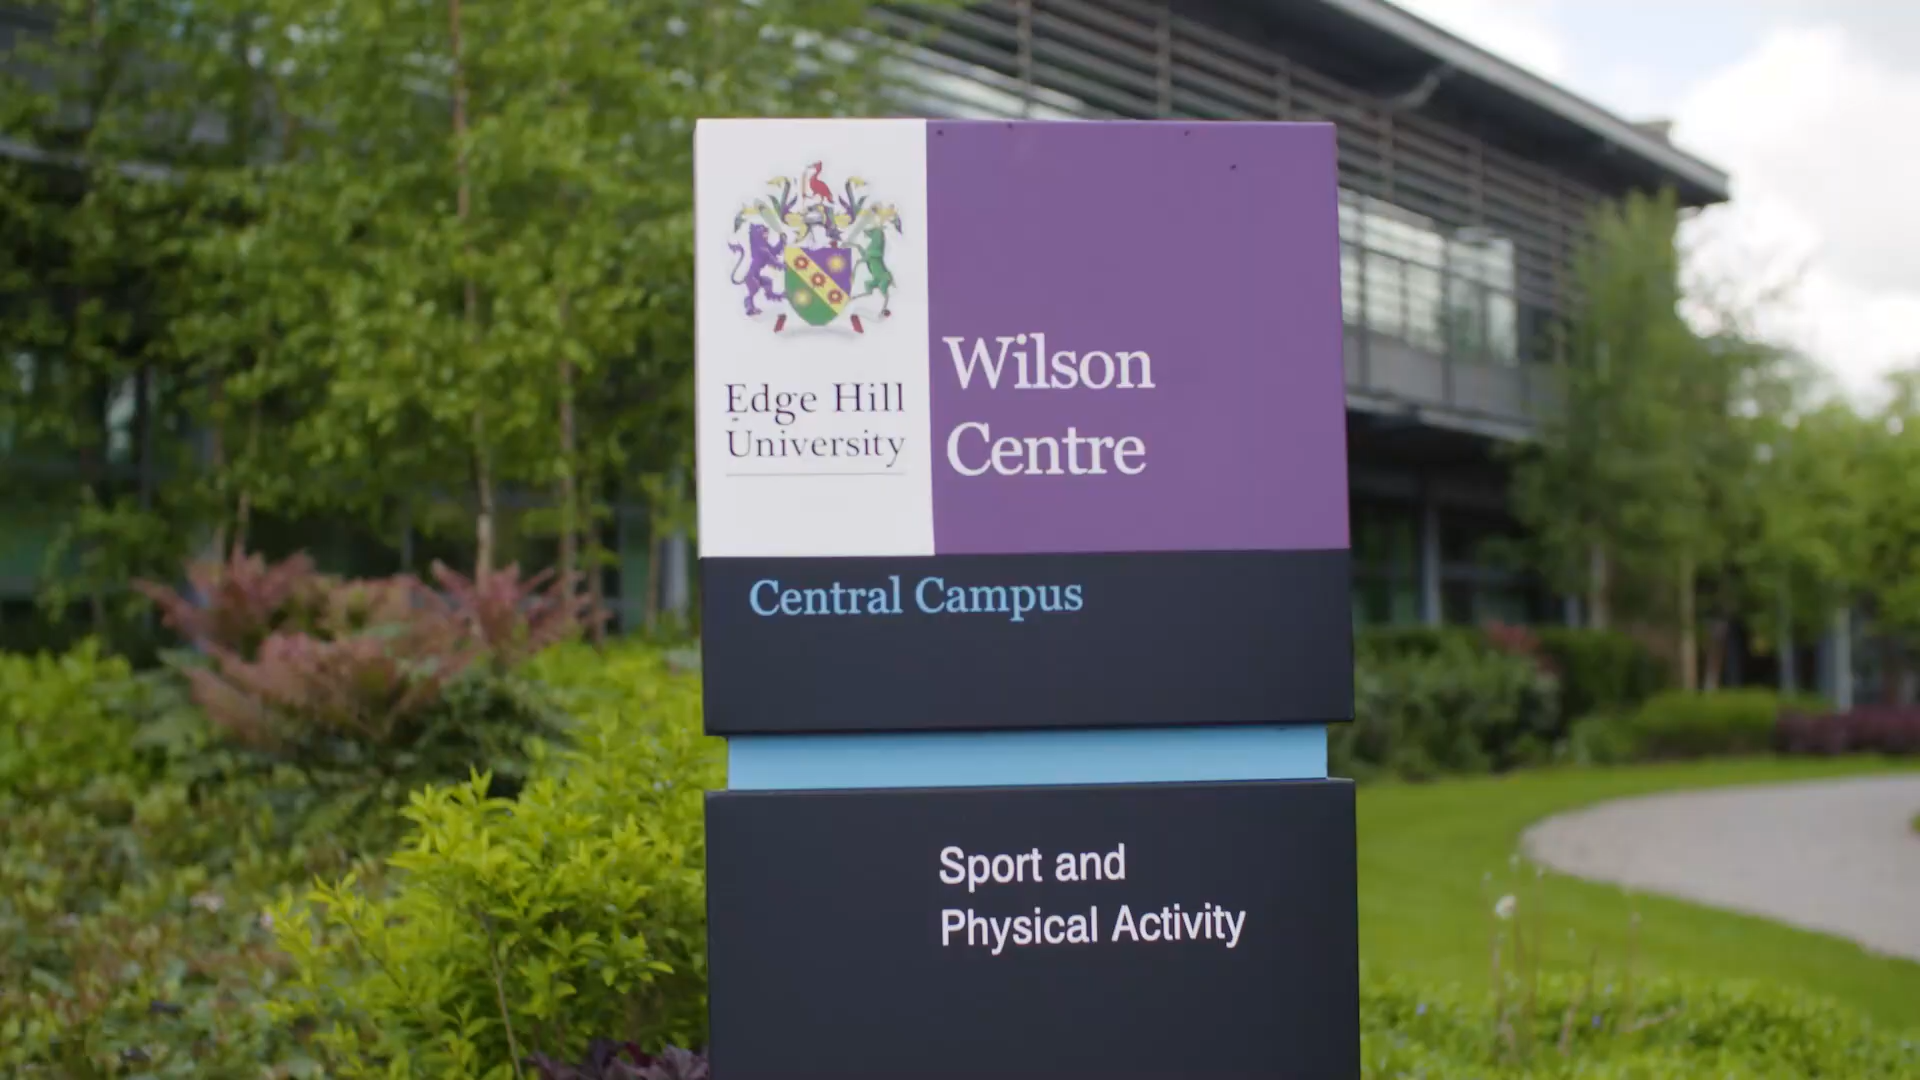 Edge Hill
University
Wilson
Centre
Central Campus
Sport and
Physical Activity